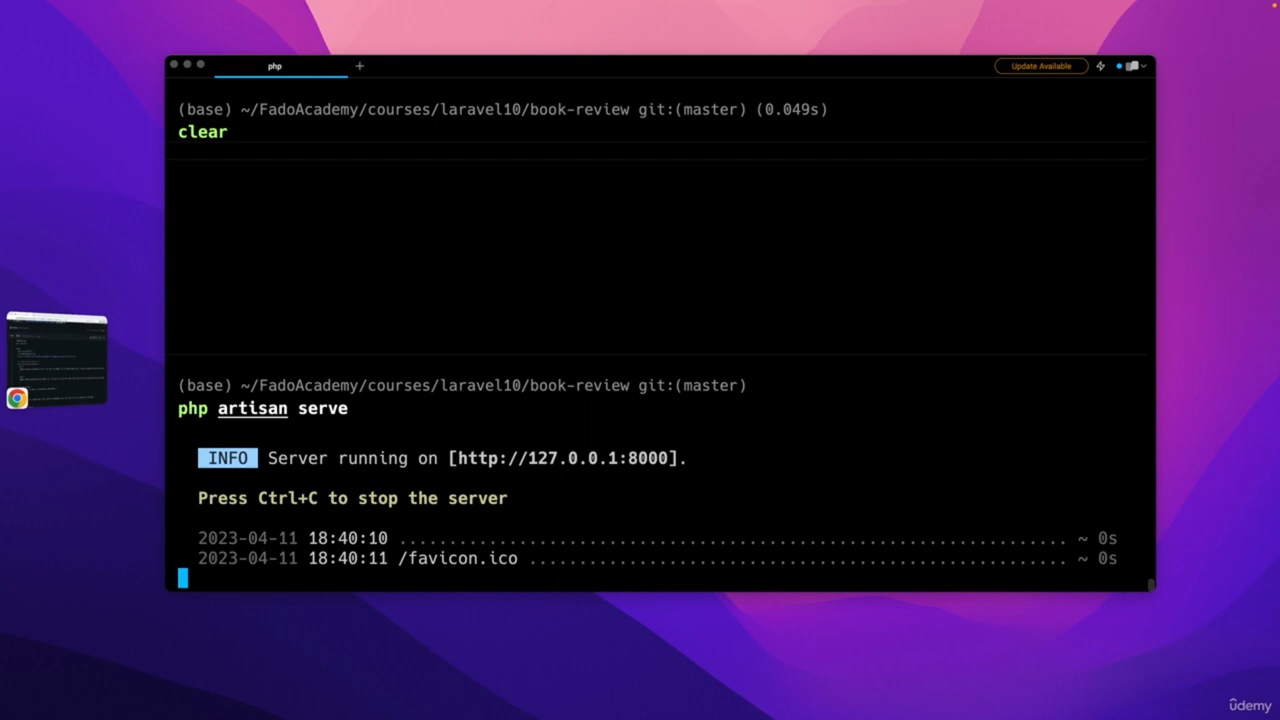 php
Update Available
(base) ~/FadoAcademy/courses/laravel10/book-review git:(master) (0.049s)
clear
(base) ~/FadoAcademy/courses/laravel10/book-review git:(master)
php artisan serve
INFO Server running on [http://127.0.0.1:8000].
Press Ctrl+C to stop the server
2023-04-11 18:40:10 ................................................................... ~ 0s
2023-04-11 18:40:11 /favicon.ico ...................................................... ~ 0s
ûdemy